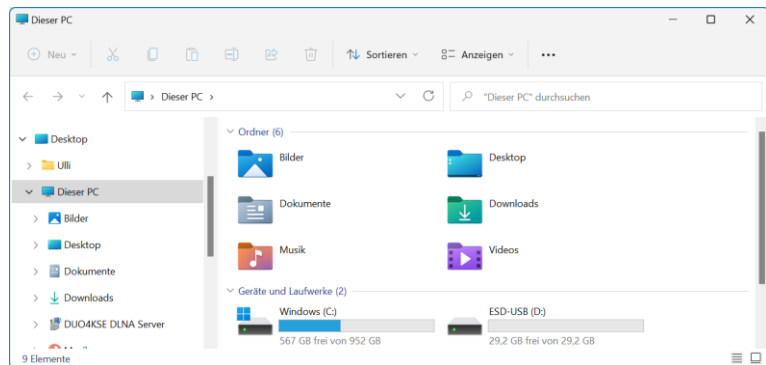 Dieser PC
Neu
Sortieren
Anzeigen
Dieser PC
"Dieser PC" durchsuchen
Desktop
Ulli
Dieser PC
Bilder
Desktop
Dokumente
Downloads
DUO4KSE DLNA Server
Ordner (6)
Bilder
Desktop
Dokumente
Downloads
Musik
Videos
Geräte und Laufwerke (2)
Windows (C:)
567 GB frei von 952 GB
ESD-USB (D:)
29,2 GB frei von 29,2 GB
9 Elemente